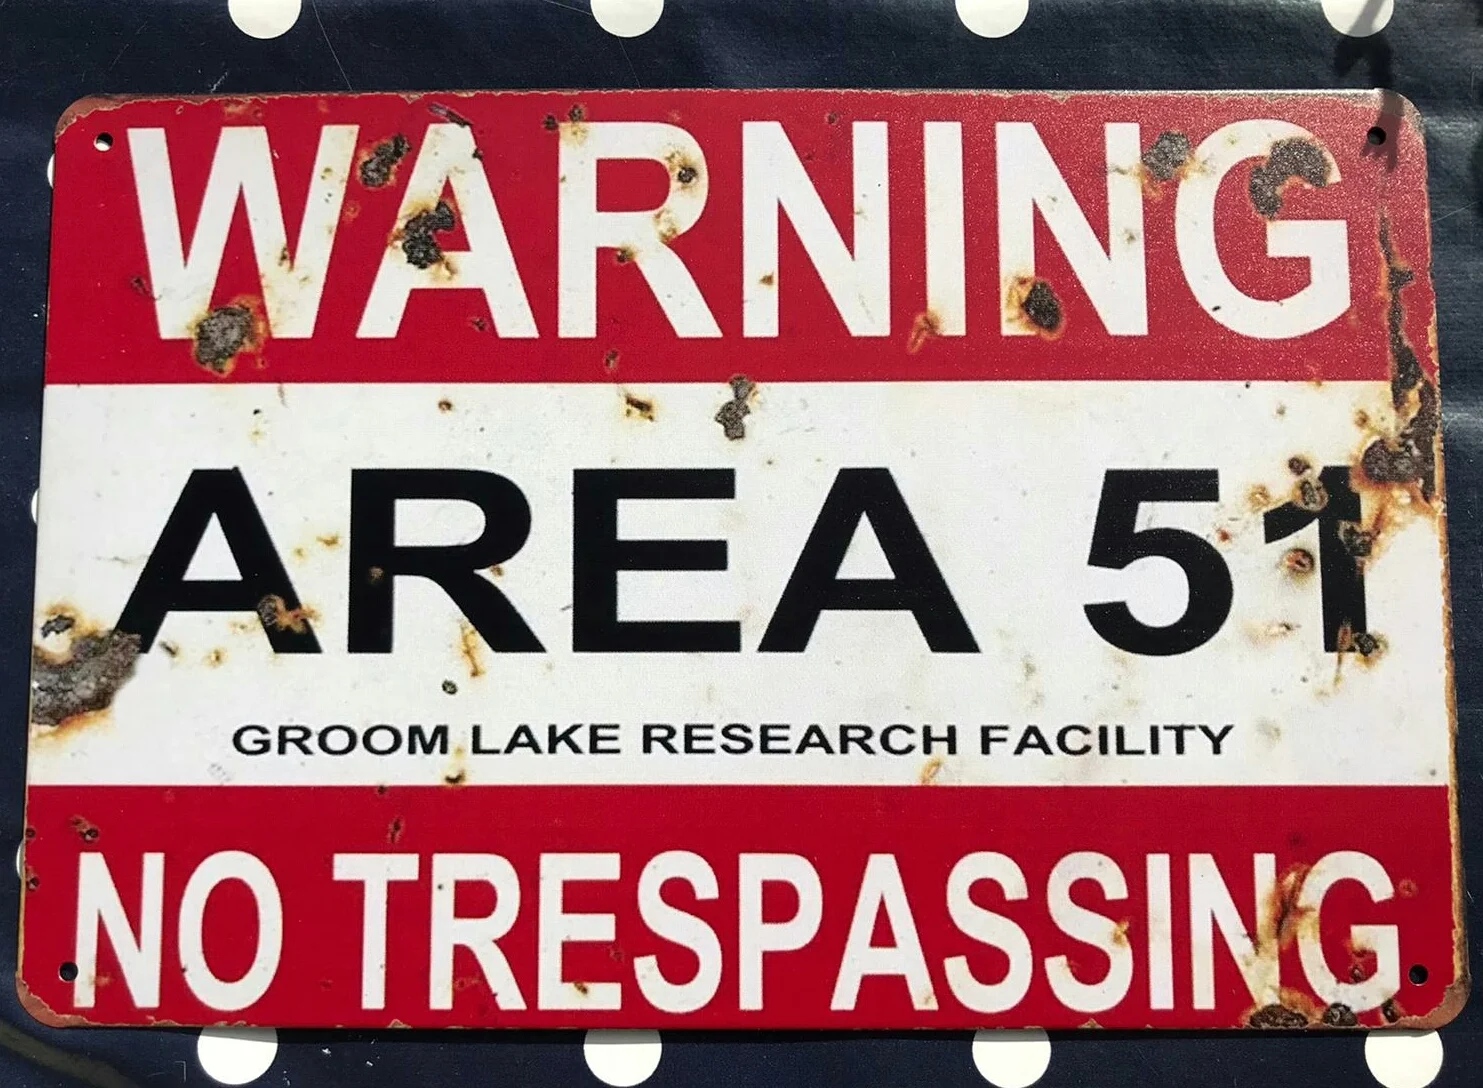 WARNING
AREA 51
GROOM LAKE RESEARCH FACILITY
NO TRESPASSING